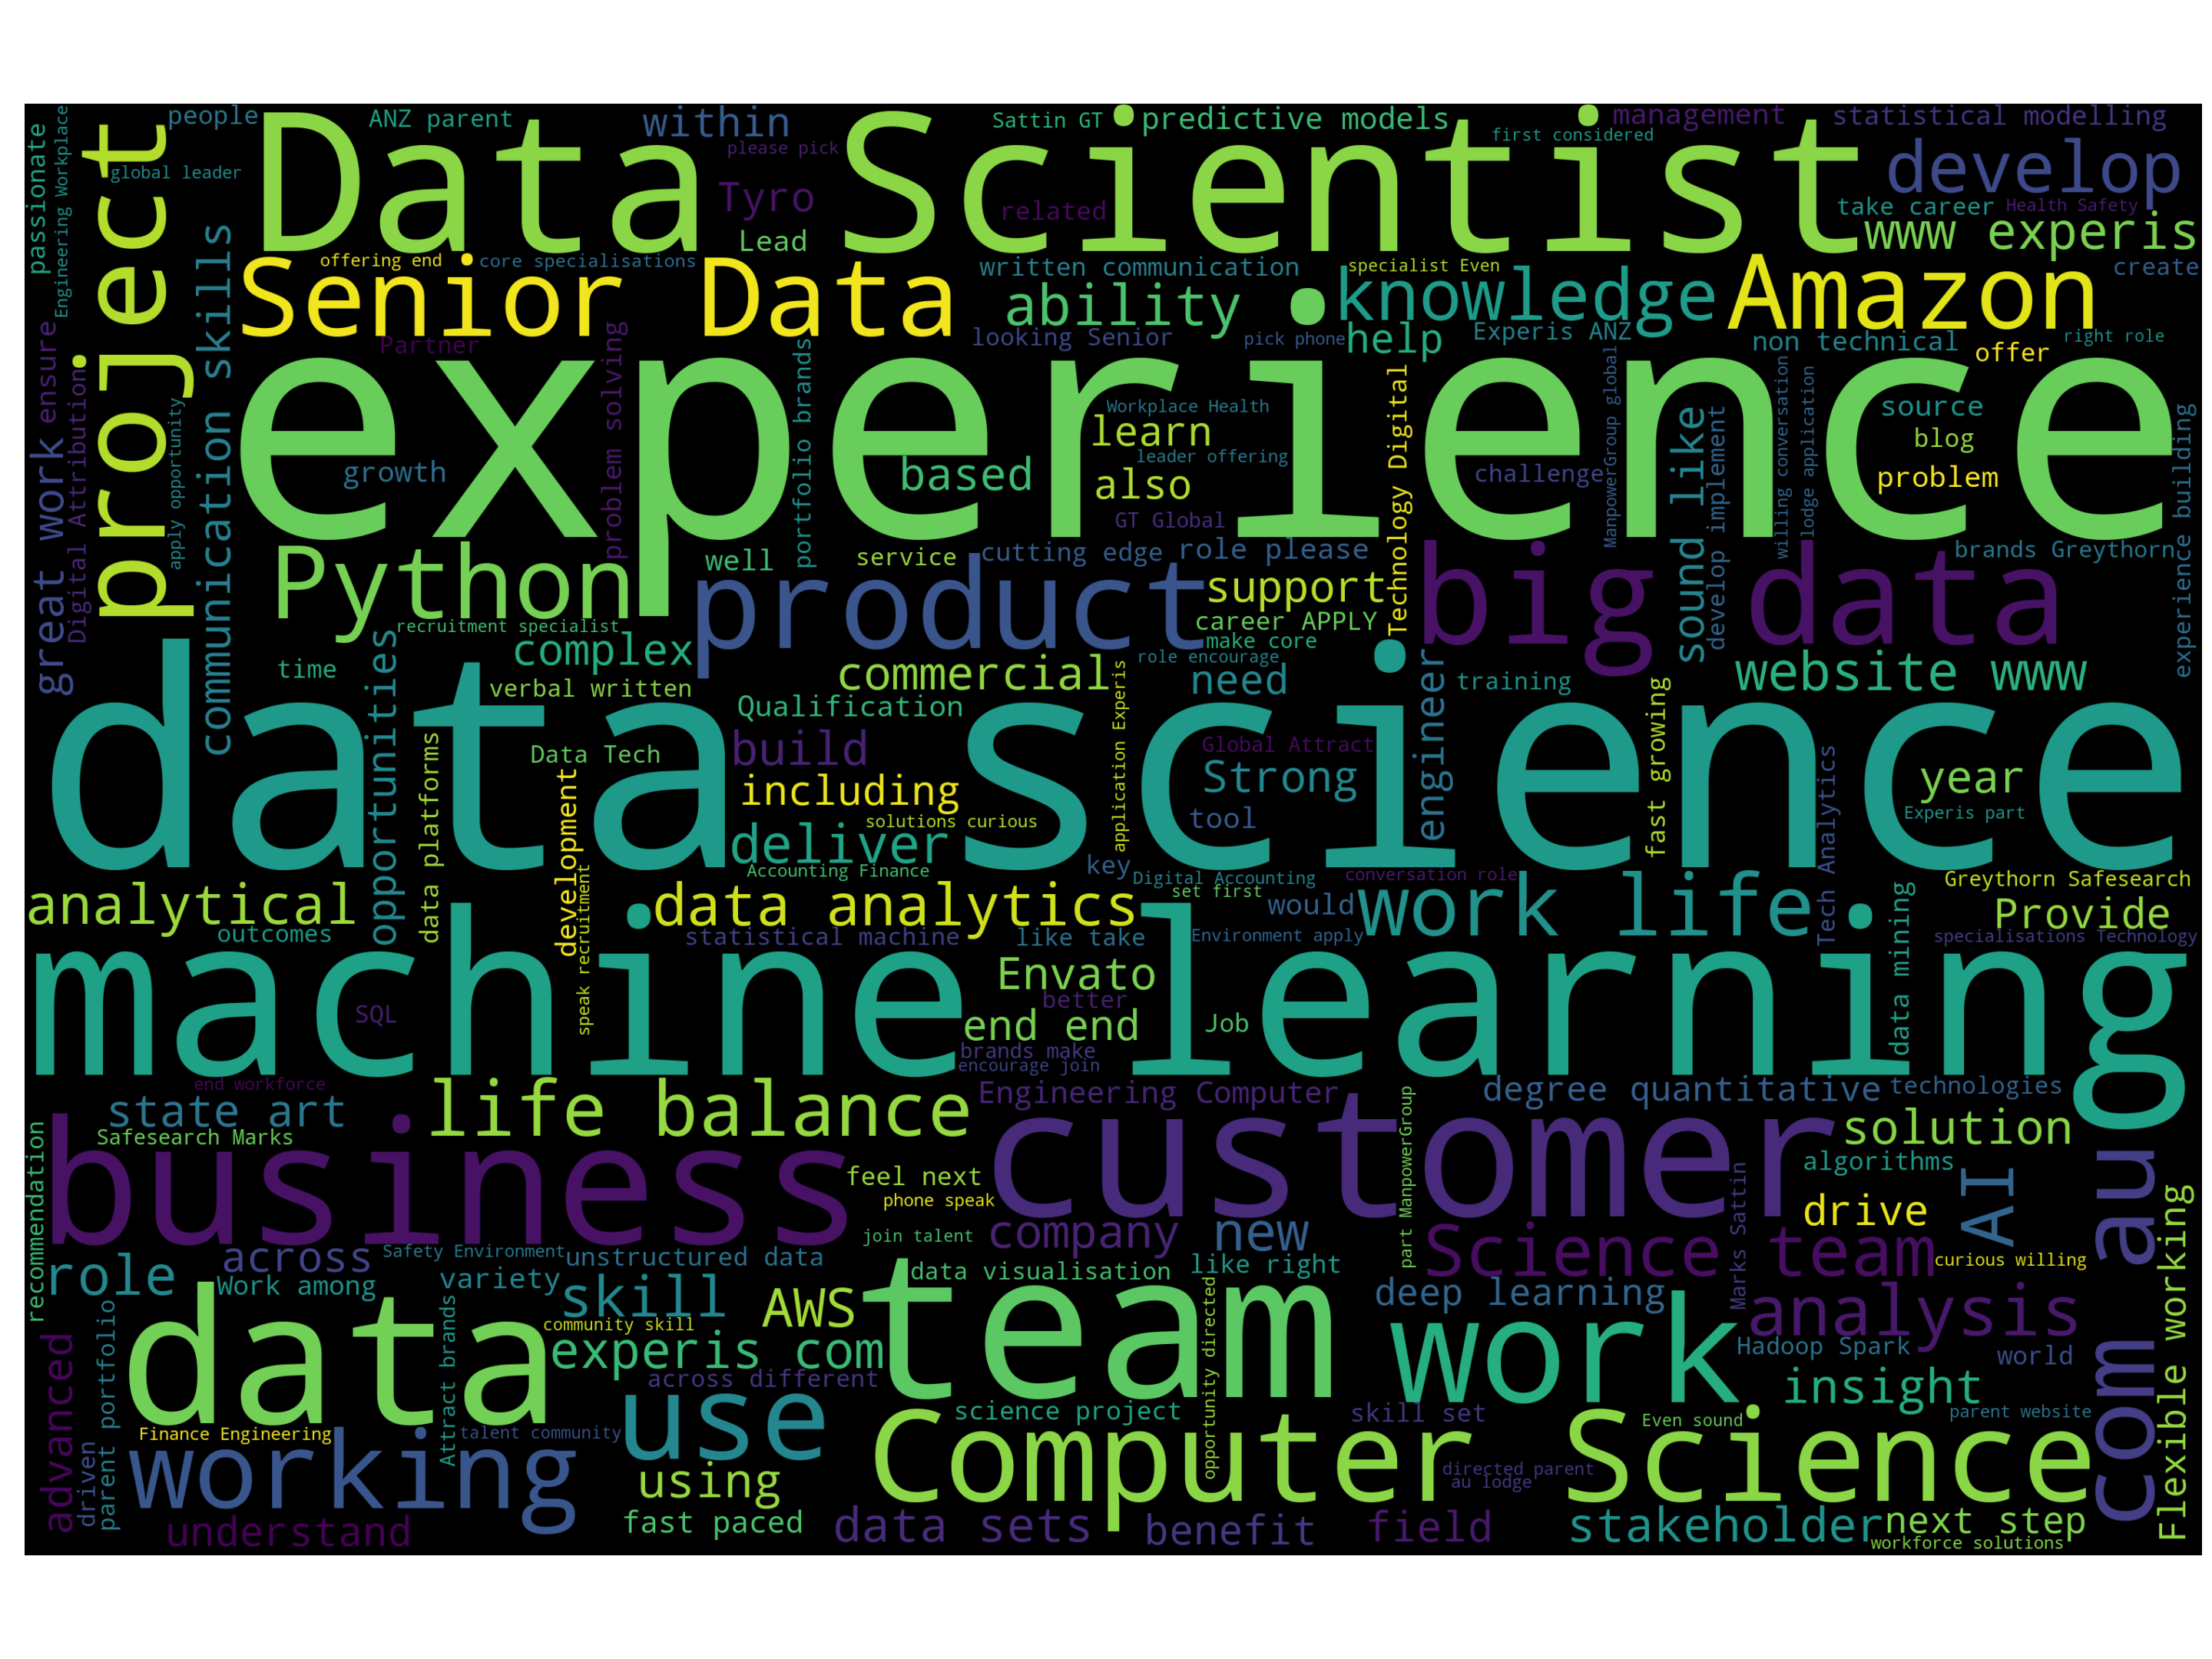 people
ANZ parent
within
please pick
Sattin GT
predictive models
first considered
management
statistical modelling
passionate
Engineering Workplace
global leader
project
Data Scientist
develop
Tyro
Lead
related
take career
Health Safety
www experis
offering end
core specialisations
written communication
specialist Even
create
Senior Data
ability
knowledge
Amazon
communication skills
Partner
looking Senior
pick phone
help
Experis ANZ
non technical
offer
right role
great work
ensure
Digital Attribution
apply opportunity
experience
problem solving
portfolio brands
growth
based
Workplace Health
learn
leader offering
also
GT Global
Technology Digital
challenge
ManpowerGroup global
sound like
develop implement
willing conversation
lodge application
source
blog
problem
experience building
Python
well
service
cutting edge
role please
brands Greythorn
product
support
big data
recruitment specialist
career APPLY
make core
complex
time
opportunities
verbal written
commercial
role encourage
need
training
website www
data science
Qualification
Data Tech
build
application Experis
Global Attract
Strong
engineer
fast growing
Tech Analytics
year
Experis part
data platforms
development
including
solutions curious
tool
deliver
Accounting Finance
key
Digital Accounting
set first
conversation role
Greythorn Safesearch
analytical
data analytics
would
work life
data mining
Provide
outcomes
speak recruitment
statistical machine
like take
Environment apply
specialisations Technology
machine learning
Envato
SQL
better
end end
Job
brands make
encourage join
end workforce
state art
life balance
Engineering Computer
degree quantitative
technologies
recommendation
Safesearch Marks
business
customer
part ManpowerGroup
solution
feel next
phone speak
algorithms
AI
com au
Marks Sattin
drive
Flexible working
join talent
company
new
Science team
curious willing
across
Safety Environment
unstructured data
role
Work among
variety
skill
AWS
data visualisation
like right
deep learning
analysis
advanced
parent portfolio
driven
data
Attract brands
community skill
experis com
team
opportunity directed
work
Hadoop Spark
world
across different
insight
use
science project
skill set
Even sound
parent website
Finance Engineering
talent community
working
Computer Science
using
directed parent
au lodge
understand
fast paced
data sets
benefit
field
stakeholder
next step
workforce solutions